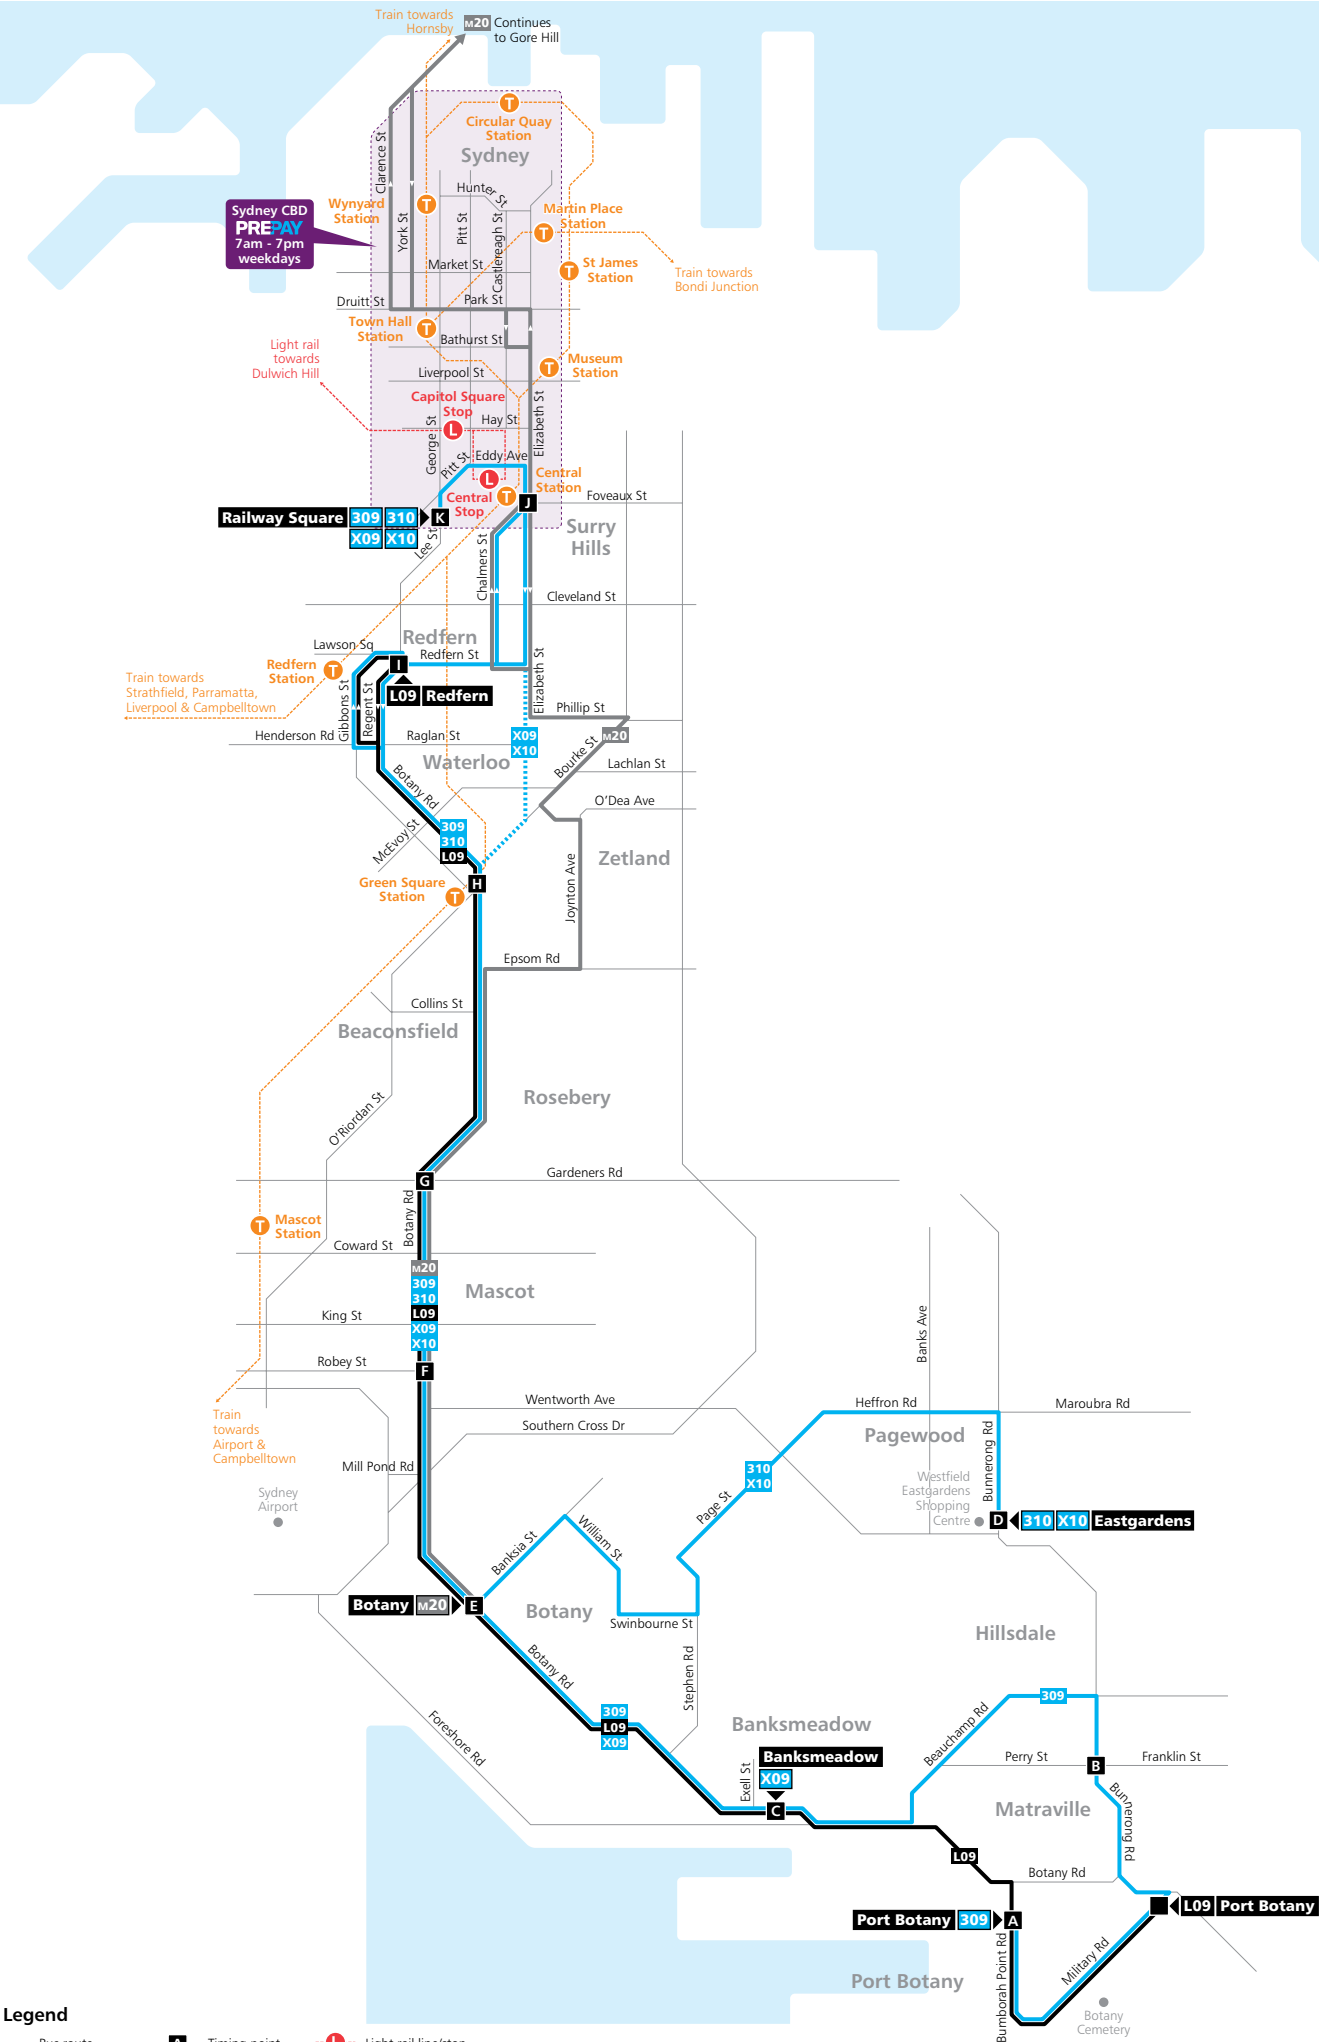 Train towards
Hornsby
M20 Continues
to Gore Hill
Circular Quay
Station
Sydney
Clarence St
York St
Pitt St
Hunter St
Castlereagh St
Wynyard
Station
Martin Place
Station
Sydney CBD
PREPAY
7am - 7pm
weekdays
Market St
St James
Station
Train towards
Bondi Junction
Druitt St
Park St
Town Hall
Station
Bathurst St
Light rail
towards
Dulwich Hill
Liverpool St
Museum
Station
Capitol Square
Stop
George St
Hay St
Elizabeth St
Pitt St
Eddy Ave
Central
Station
Central
Stop
Foveaux St
Railway Square 309 310
X09 X10
K
J
Surry
Hills
Lee St
Chalmers St
Cleveland St
Redfern
Lawson Sq
Redfern St
Redfern
Station
I
L09 Redfern
Elizabeth St
Train towards
Strathfield, Parramatta,
Liverpool & Campbelltown
Gibbons St
Regent St
Phillip St
Henderson Rd
Raglan St
X09
X10
M20
Waterloo
Bourke St
Lachlan St
Botany Rd
O'Dea Ave
McEvoy St
309
310
L09
Zetland
Green Square
Station
H
Joynton Ave
Epsom Rd
Collins St
Beaconsfield
Rosebery
O'Riordan St
G
Gardeners Rd
Botany Rd
Mascot
Station
Coward St
M20
309
310
L09
X09
X10
Mascot
King St
Robey St
F
Banks Ave
Wentworth Ave
Heffron Rd
Maroubra Rd
Train
towards
Airport &
Campbelltown
Southern Cross Dr
Pagewood
Bunnerong Rd
Mill Pond Rd
310
X10
Westfield
Eastgardens
Shopping
Centre
Sydney
Airport
Page St
D
310 X10 Eastgardens
Banksia St
William St
Botany M20
E
Botany
Swinbourne St
Hillsdale
Botany Rd
Stephen Rd
309
309
L09
X09
Foreshore Rd
Banksmeadow
Beauchamp Rd
Banksmeadow
X09
Perry St
B
Franklin St
Exell St
C
Matraville
Bunnerong Rd
L09
Botany Rd
Port Botany 309
A
L09 Port Botany
Bumborah Point Rd
Military Rd
Port Botany
Botany
Cemetery
Legend
Bus route
A
Timing point
L
Light rail line/stop